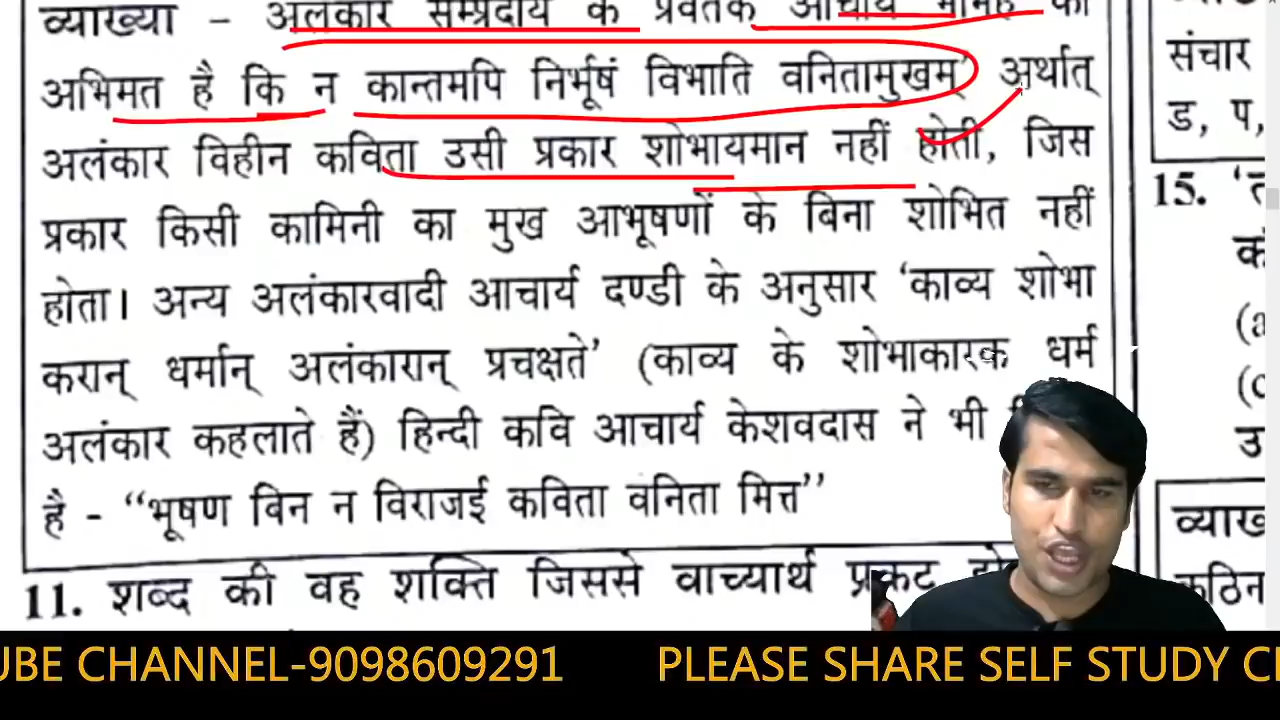 व्याख्या - अलंकार सम्प्रदाय के प्रवर्तक आचार्य भामह का
अभिमत है कि न कान्तमपि निर्भूषं विभाति वनितामुखम्’ अर्थात्
अलंकार विहीन कविता उसी प्रकार शोभायमान नहीं होती, जिस
प्रकार किसी कामिनी का मुख आभूषणों के बिना शोभित नहीं
होता। अन्य अलंकारवादी आचार्य दण्डी के अनुसार ‘काव्य शोभा
करान् धर्मान् अलंकारान् प्रचक्षते’ (काव्य के शोभाकारक धर्म
अलंकार कहलाते हैं) हिन्दी कवि आचार्य केशवदास ने भी
है - “भूषण बिन न विराजई कविता वनिता मित्त”
11. शब्द की वह शक्ति जिससे वाच्यार्थ प्रकट
संचार
ड, प,
15.
(a
(c
उ
व्याख
कठिन
UBE CHANNEL-9098609291 PLEASE SHARE SELF STUDY